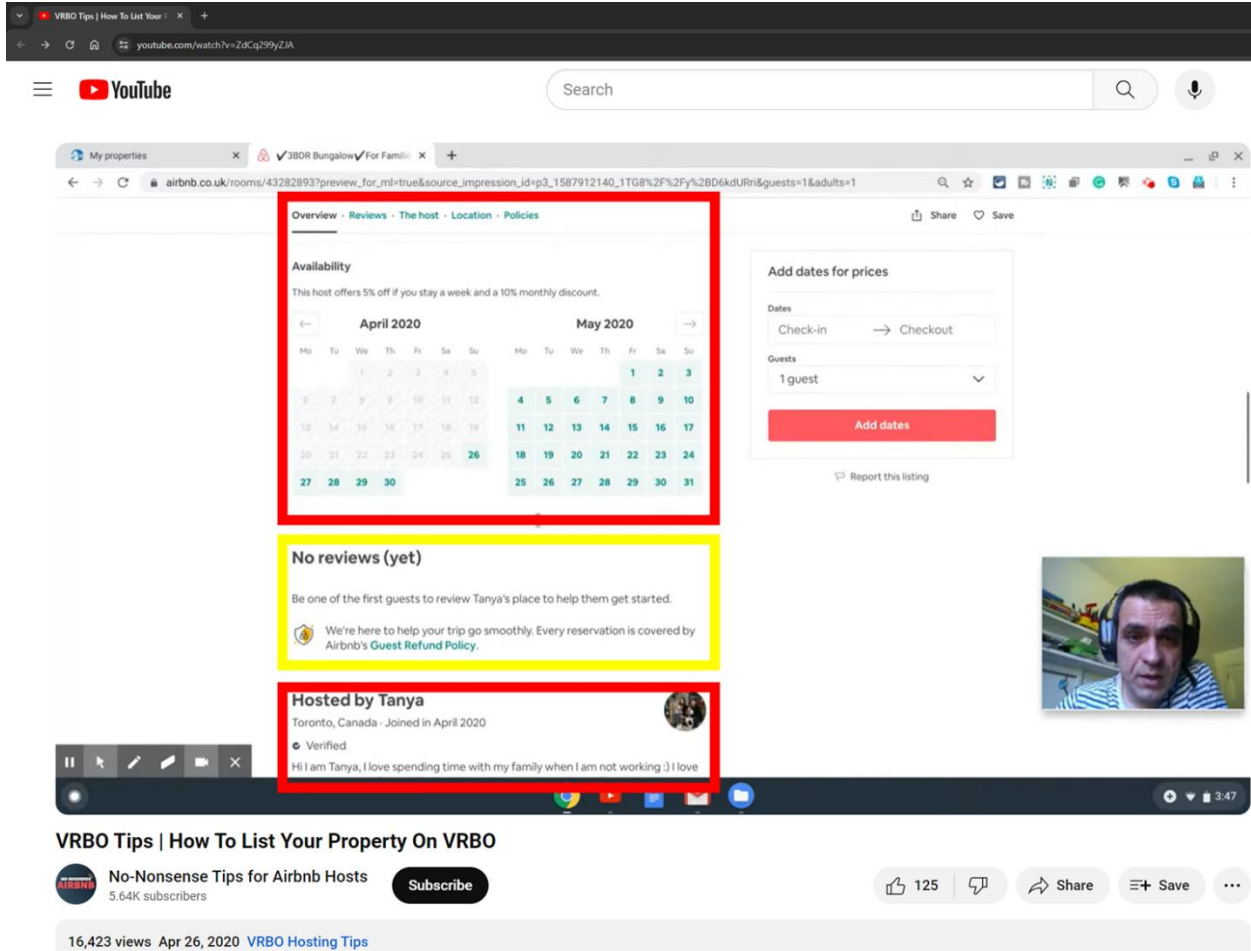 VRBO Tips | How To List Your P
youtube.com/watch?v=ZdCq299yZJA
YouTube
Search
My properties
✔3BDR Bungalow✔For Familie
airbnb.co.uk/rooms/43282893?preview_for_ml=true&source_impression_id=p3_1587912140_1TG8%2F%2Fy%2BD6kdURri&guests=1&adults=1
Overview · Reviews · The host · Location · Policies
Share
Save
Availability
This host offers 5% off if you stay a week and a 10% monthly discount.
April 2020
Mo Tu We Th Fr Sa Su
1 2 3 4 5
6 7 8 9 10 11 12
13 14 15 16 17 18 19
20 21 22 23 24 25 26
27 28 29 30
May 2020
Mo Tu We Th Fr Sa Su
1 2 3
4 5 6 7 8 9 10
11 12 13 14 15 16 17
18 19 20 21 22 23 24
25 26 27 28 29 30 31
Add dates for prices
Dates
Check-in → Checkout
Guests
1 guest
Add dates
Report this listing
No reviews (yet)
Be one of the first guests to review Tanya's place to help them get started.
We're here to help your trip go smoothly. Every reservation is covered by
Airbnb's Guest Refund Policy.
Hosted by Tanya
Toronto, Canada · Joined in April 2020
Verified
Hi I am Tanya, I love spending time with my family when I am not working :) I love
3:47
VRBO Tips | How To List Your Property On VRBO
AIRBNB
No-Nonsense Tips for Airbnb Hosts
5.64K subscribers
Subscribe
125
Share
Save
16,423 views Apr 26, 2020 VRBO Hosting Tips